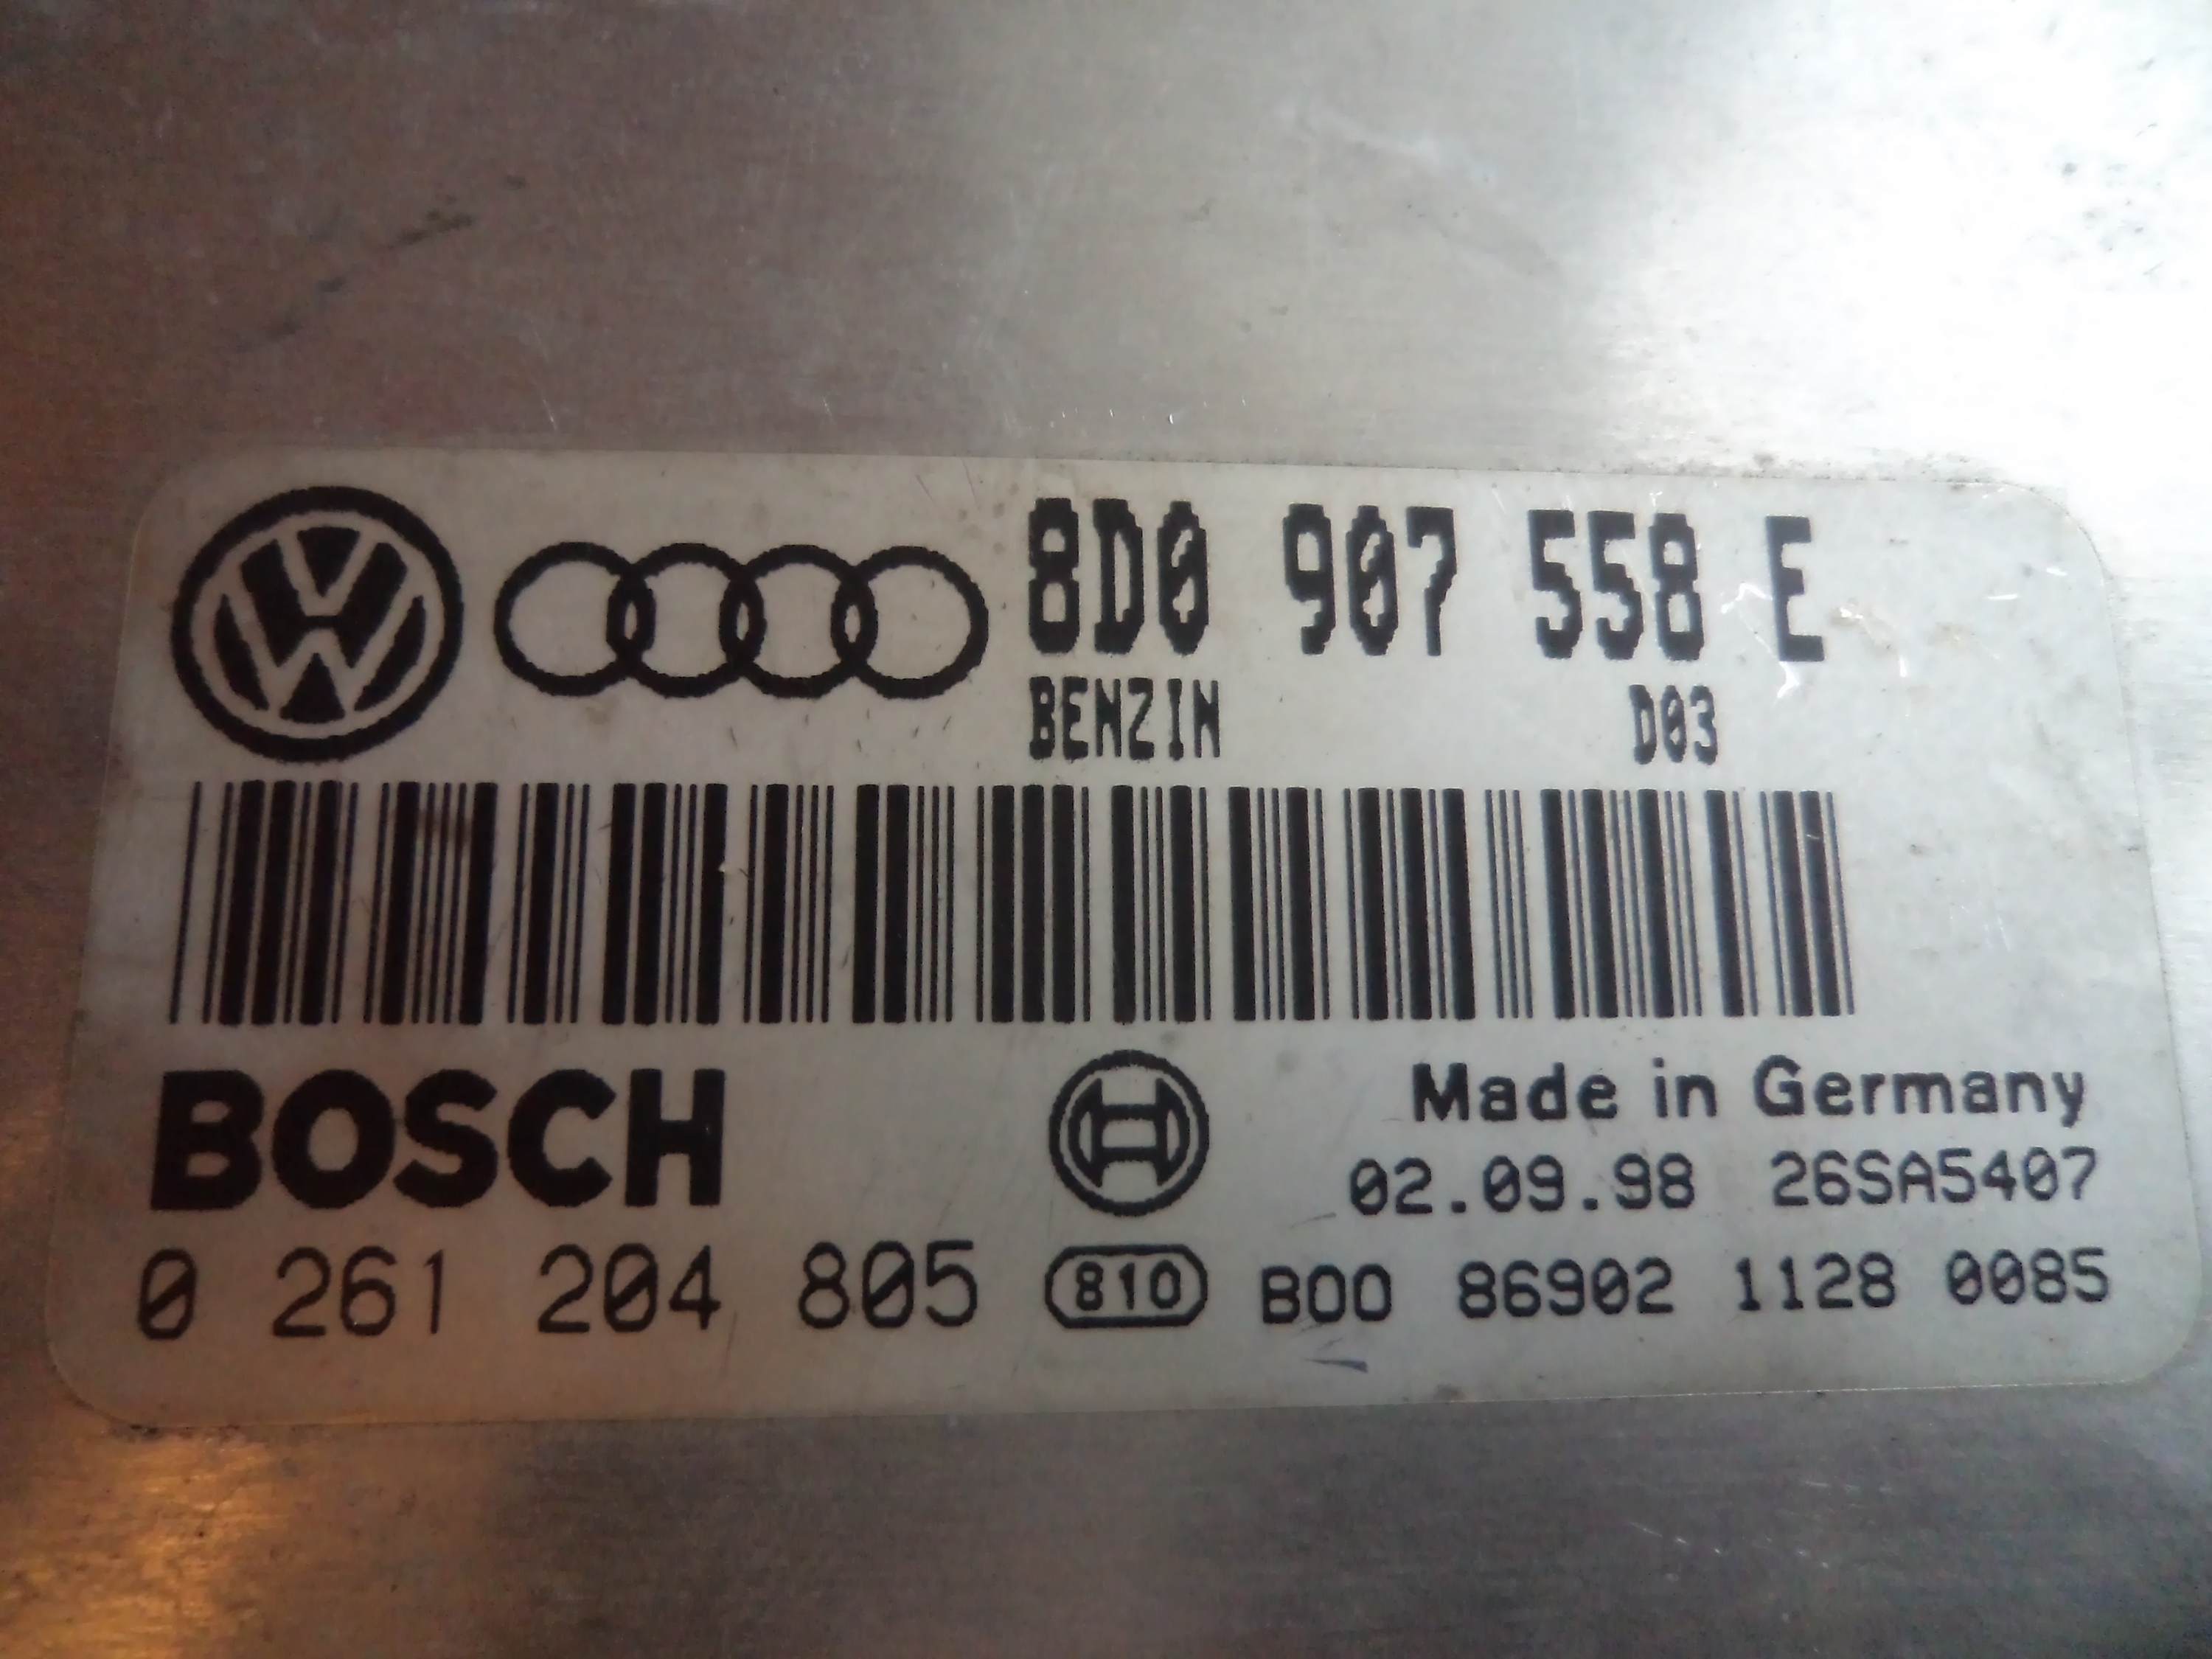 8D0 907 558 E
BENZIN D03
BOSCH
Made in Germany
02.09.98 26SA5407
0 261 204 805 810 B00 86902 1128 0085